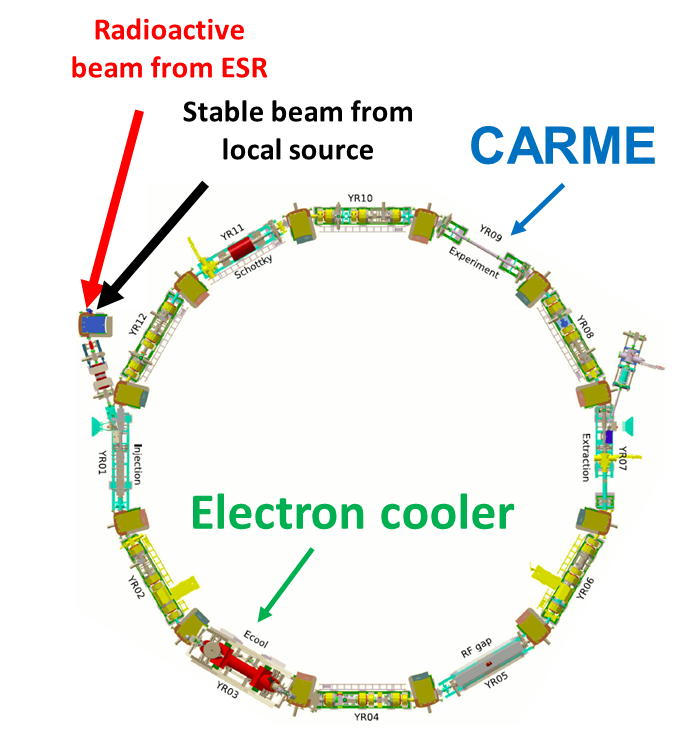 Radioactive
beam from ESR
Stable beam from
local source
CARME
YR10
YR11
Schottky
YR09
Experiment
YR12
YR08
YR01
Injection
Extraction
YR07
Electron cooler
YR02
YR06
Ecool
YR03
RF gap
YR05
YR04